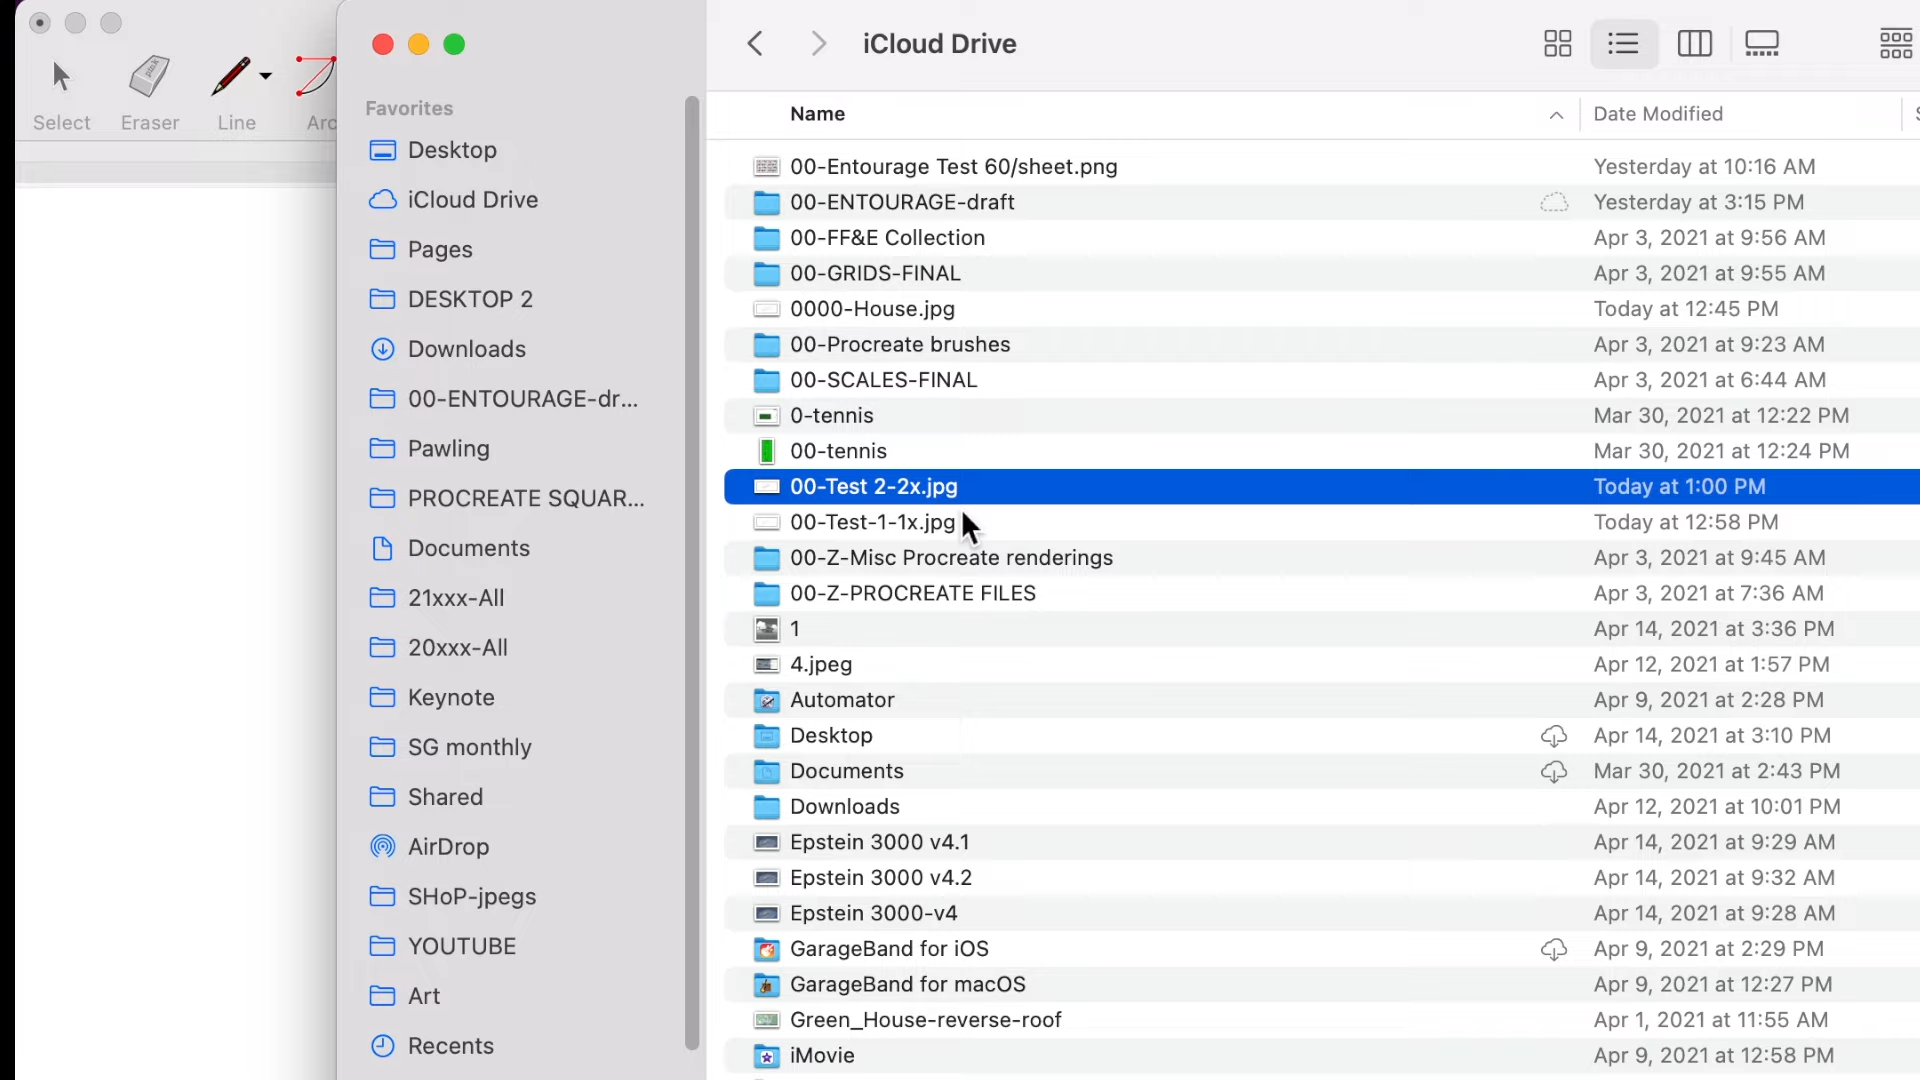 Select
Eraser
Line
Arc
Favorites
Desktop
iCloud Drive
Pages
DESKTOP 2
Downloads
00-ENTOURAGE-dr...
Pawling
PROCREATE SQUAR...
Documents
21xxx-All
20xxx-All
Keynote
SG monthly
Shared
AirDrop
SHoP-jpegs
YOUTUBE
Art
Recents
iCloud Drive
Name Date Modified
00-Entourage Test 60/sheet.png Yesterday at 10:16 AM
00-ENTOURAGE-draft Yesterday at 3:15 PM
00-FF&E Collection Apr 3, 2021 at 9:56 AM
00-GRIDS-FINAL Apr 3, 2021 at 9:55 AM
0000-House.jpg Today at 12:45 PM
00-Procreate brushes Apr 3, 2021 at 9:23 AM
00-SCALES-FINAL Apr 3, 2021 at 6:44 AM
0-tennis Mar 30, 2021 at 12:22 PM
00-tennis Mar 30, 2021 at 12:24 PM
00-Test 2-2x.jpg Today at 1:00 PM
00-Test-1-1x.jpg Today at 12:58 PM
00-Z-Misc Procreate renderings Apr 3, 2021 at 9:45 AM
00-Z-PROCREATE FILES Apr 3, 2021 at 7:36 AM
1 Apr 14, 2021 at 3:36 PM
4.jpeg Apr 12, 2021 at 1:57 PM
Automator Apr 9, 2021 at 2:28 PM
Desktop Apr 14, 2021 at 3:10 PM
Documents Mar 30, 2021 at 2:43 PM
Downloads Apr 12, 2021 at 10:01 PM
Epstein 3000 v4.1 Apr 14, 2021 at 9:29 AM
Epstein 3000 v4.2 Apr 14, 2021 at 9:32 AM
Epstein 3000-v4 Apr 14, 2021 at 9:28 AM
GarageBand for iOS Apr 9, 2021 at 2:29 PM
GarageBand for macOS Apr 9, 2021 at 12:27 PM
Green_House-reverse-roof Apr 1, 2021 at 11:55 AM
iMovie Apr 9, 2021 at 12:58 PM